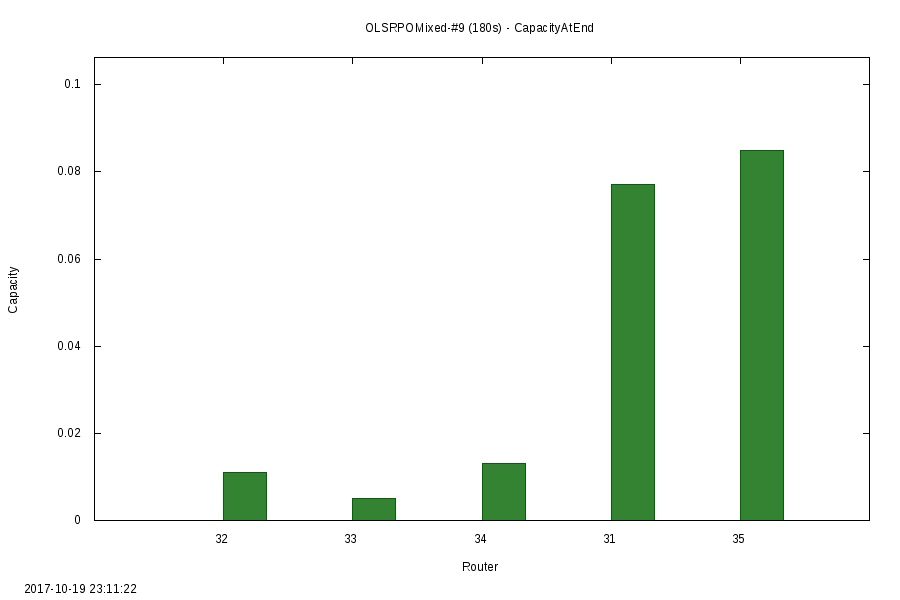 OLSRPOMixed-#9 (180s) - CapacityAtEnd
0.1
0.08
0.06
0.04
0.02
0
Capacity
32 33 34 31 35
Router
2017-10-19 23:11:22